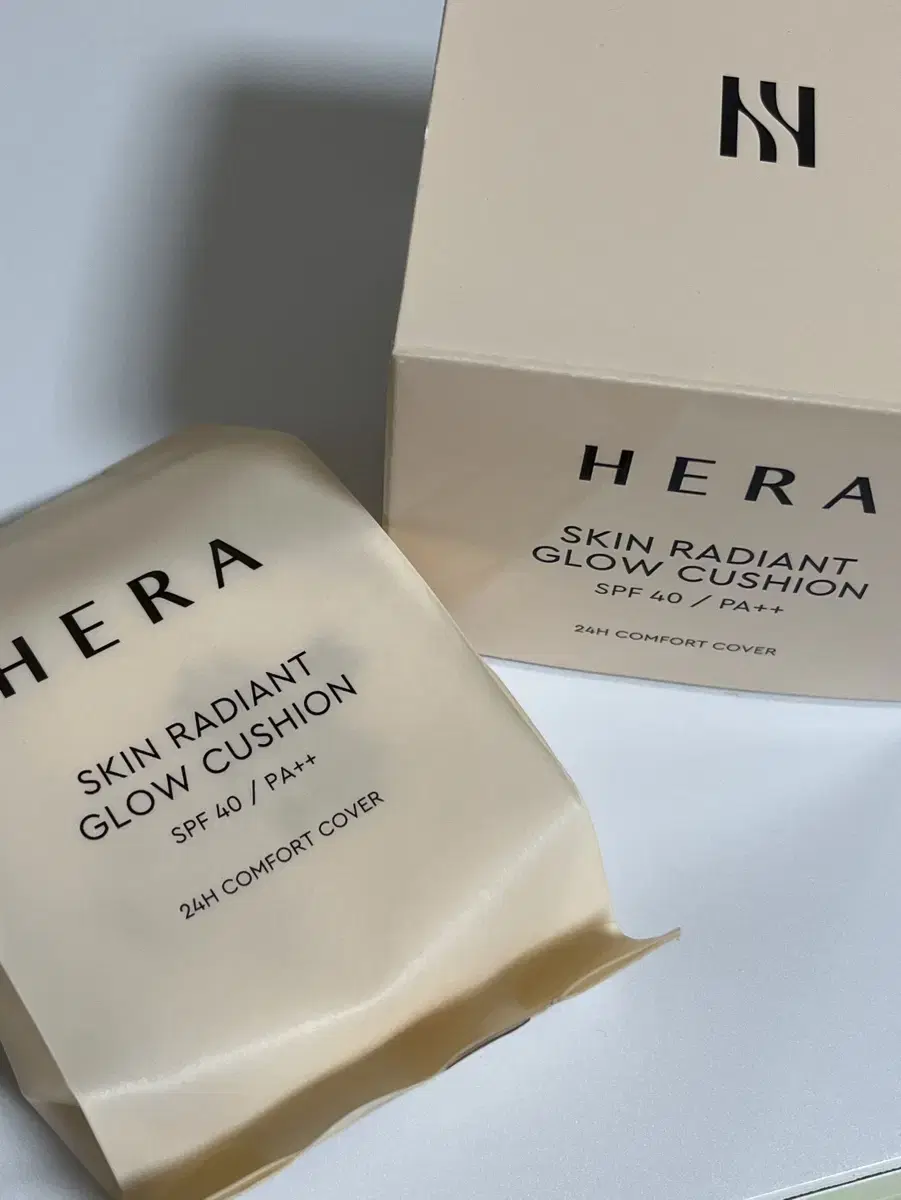 HERA
SKIN RADIANT
GLOW CUSHION
SPF 40 / PA++
24H COMFORT COVER
HERA
SKIN RADIANT
GLOW CUSHION
SPF 40 / PA++
24H COMFORT COVER